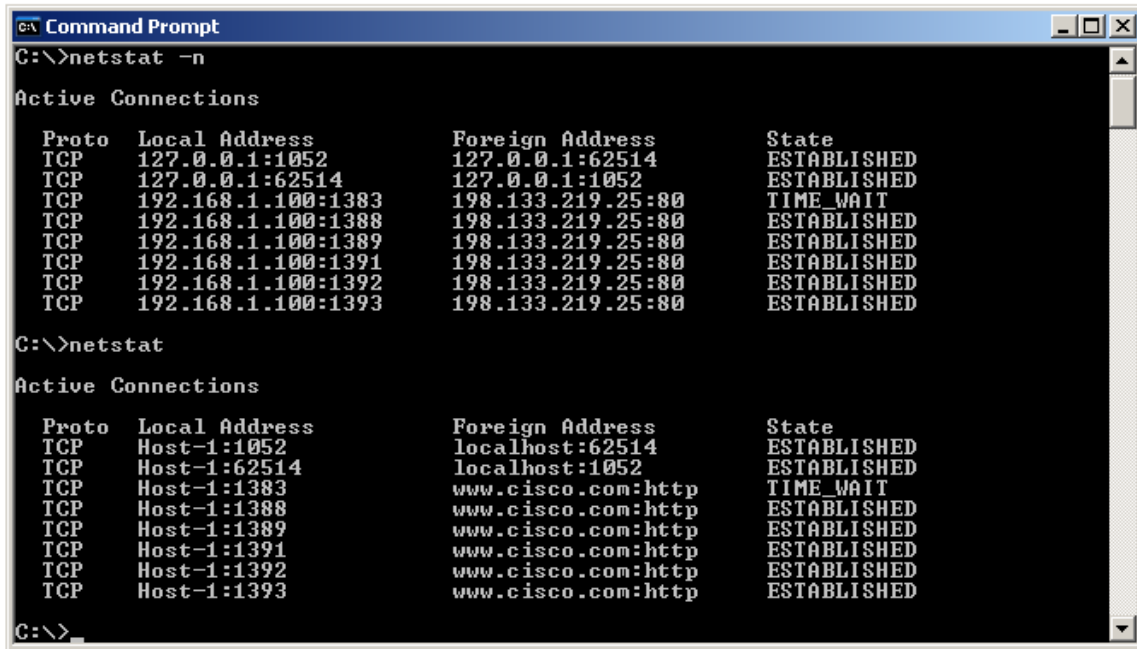 Command Prompt
C:\>netstat -n
Active Connections
Proto Local Address Foreign Address State
TCP 127.0.0.1:1052 127.0.0.1:62514 ESTABLISHED
TCP 127.0.0.1:62514 127.0.0.1:1052 ESTABLISHED
TCP 192.168.1.100:1383 198.133.219.25:80 TIME_WAIT
TCP 192.168.1.100:1388 198.133.219.25:80 ESTABLISHED
TCP 192.168.1.100:1389 198.133.219.25:80 ESTABLISHED
TCP 192.168.1.100:1391 198.133.219.25:80 ESTABLISHED
TCP 192.168.1.100:1392 198.133.219.25:80 ESTABLISHED
TCP 192.168.1.100:1393 198.133.219.25:80 ESTABLISHED
C:\>netstat
Active Connections
Proto Local Address Foreign Address State
TCP Host-1:1052 localhost:62514 ESTABLISHED
TCP Host-1:62514 localhost:1052 ESTABLISHED
TCP Host-1:1383 www.cisco.com:http TIME_WAIT
TCP Host-1:1388 www.cisco.com:http ESTABLISHED
TCP Host-1:1389 www.cisco.com:http ESTABLISHED
TCP Host-1:1391 www.cisco.com:http ESTABLISHED
TCP Host-1:1392 www.cisco.com:http ESTABLISHED
TCP Host-1:1393 www.cisco.com:http ESTABLISHED
C:\>_